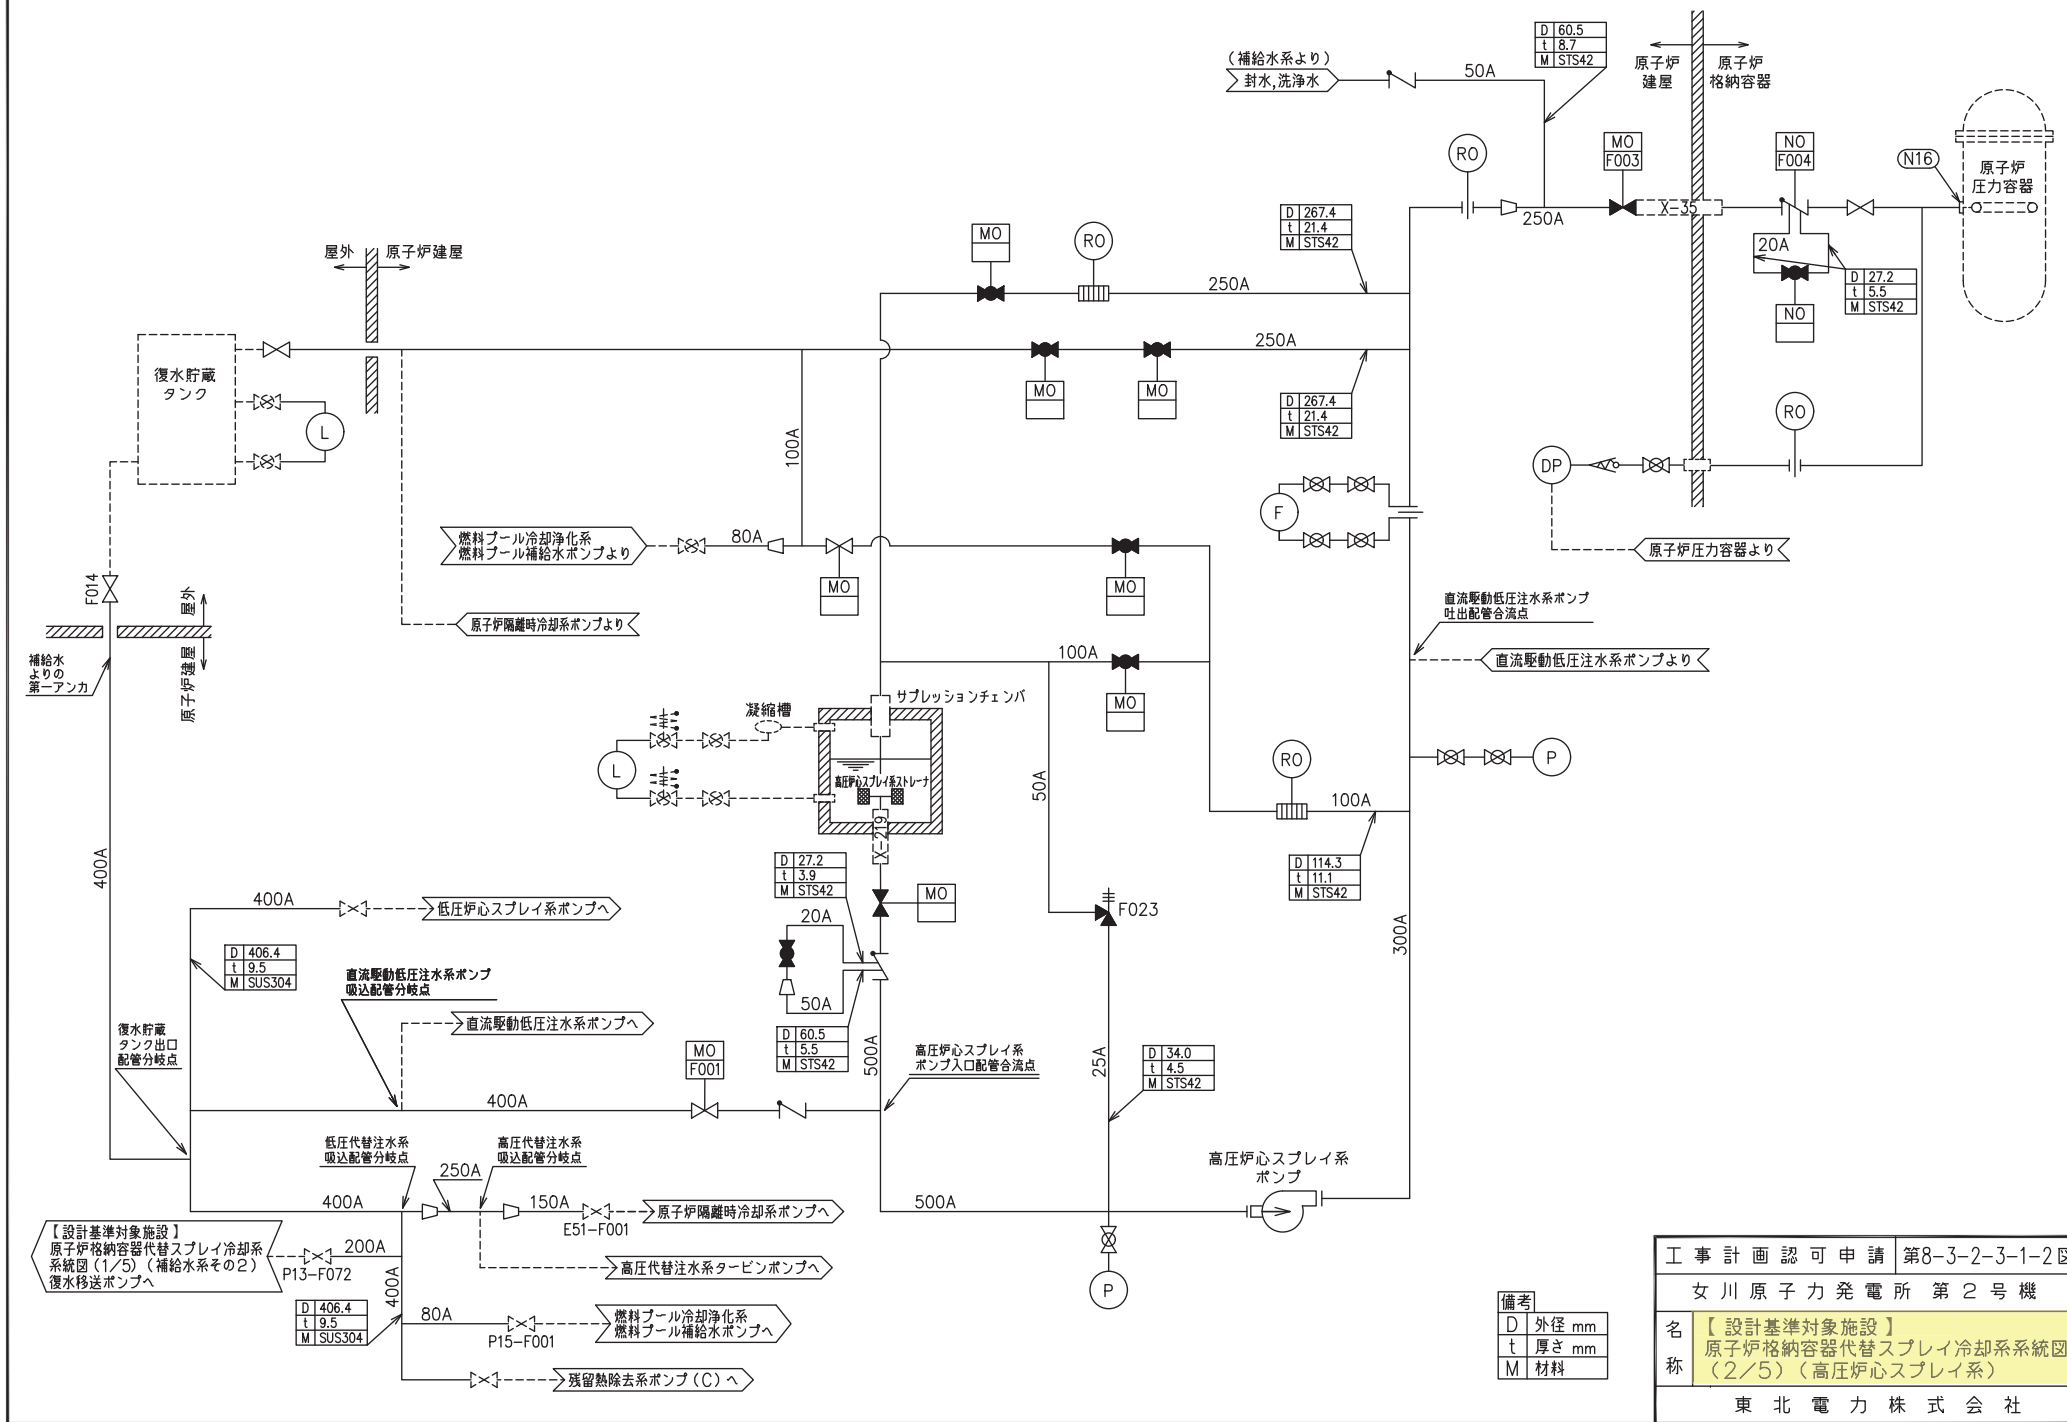 (補給水系より)
封水,洗浄水
50A
D 60.5
t 8.7
M STS42
原子炉
建屋
原子炉
格納容器
RO
MO
F003
NO
F004
N16
原子炉
圧力容器
250A
X-35
20A
D 27.2
t 5.5
M STS42
NO
屋外
原子炉建屋
MO
RO
250A
D 267.4
t 21.4
M STS42
復水貯蔵
タンク
L
250A
MO
MO
D 267.4
t 21.4
M STS42
100A
RO
DP
原子炉圧力容器より
F
燃料プール冷却浄化系
燃料プール補給水ポンプより
80A
MO
MO
原子炉隔離時冷却系ポンプより
F014
屋外
原子炉建屋
補給水
よりの
第一アンカ
直流駆動低圧注水系ポンプ
吐出配管合流点
直流駆動低圧注水系ポンプより
100A
MO
サプレッションチェンバ
凝縮槽
L
高圧炉心スプレイ系ストレーナ
X-219
50A
RO
100A
P
D 114.3
t 11.1
M STS42
400A
400A
低圧炉心スプレイ系ポンプへ
D 406.4
t 9.5
M SUS304
D 27.2
t 3.9
M STS42
MO
20A
50A
D 60.5
t 5.5
M STS42
F023
300A
直流駆動低圧注水系ポンプ
吸込配管分岐点
直流駆動低圧注水系ポンプへ
復水貯蔵
タンク出口
配管分岐点
MO
F001
500A
高圧炉心スプレイ系
ポンプ入口配管合流点
25A
D 34.0
t 4.5
M STS42
400A
低圧代替注水系
吸込配管分岐点
高圧代替注水系
吸込配管分岐点
250A
400A
150A
E51-F001
原子炉隔離時冷却系ポンプへ
500A
高圧炉心スプレイ系
ポンプ
P
【設計基準対象施設】
原子炉格納容器代替スプレイ冷却系
系統図(1/5)(補給水系その2)
復水移送ポンプへ
200A
P13-F072
高圧代替注水系タービンポンプへ
400A
D 406.4
t 9.5
M SUS304
80A
P15-F001
燃料プール冷却浄化系
燃料プール補給水ポンプへ
残留熱除去系ポンプ(C)へ
備考
D 外径 mm
t 厚さ mm
M 材料
工事計画認可申請 第8-3-2-3-1-2図
女川原子力発電所 第2号機
名称
【設計基準対象施設】
原子炉格納容器代替スプレイ冷却系系統図
(2/5)(高圧炉心スプレイ系)
東北電力株式会社